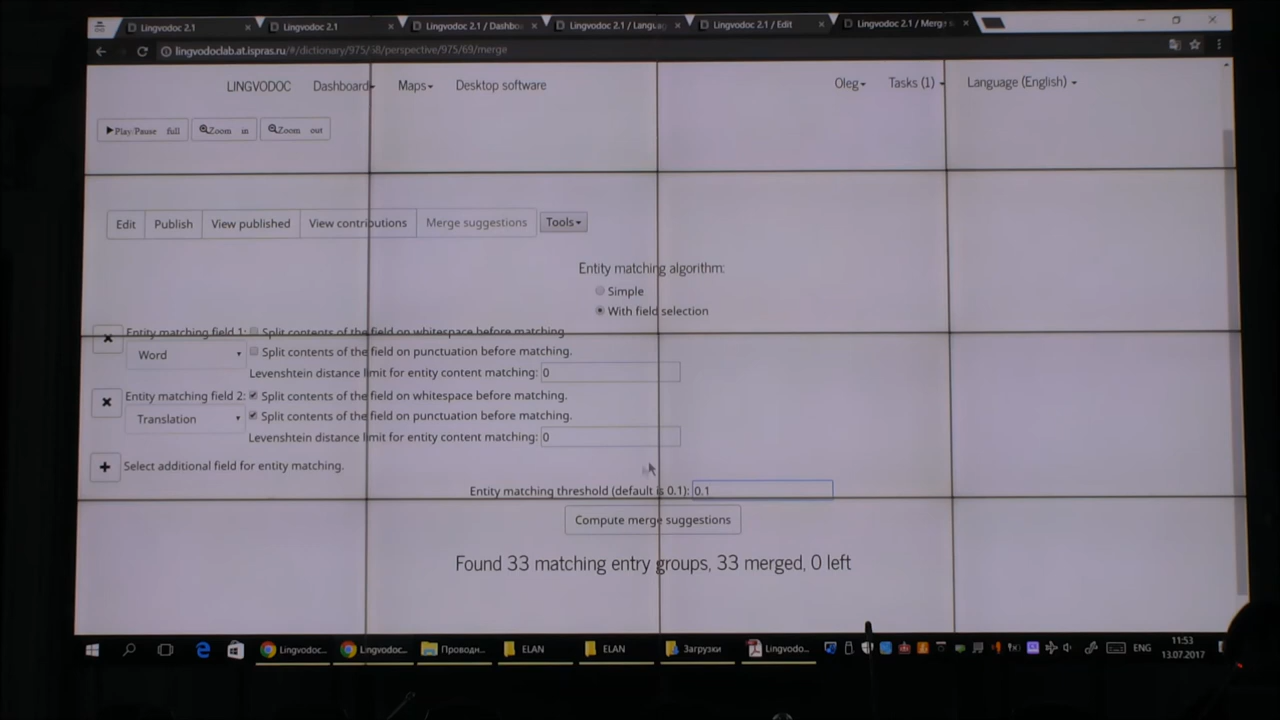 Lingvodoc 2.1 Lingvodoc 2.1 Lingvodoc 2.1 / Dashbo Lingvodoc 2.1 / Langu Lingvodoc 2.1 / Edit Lingvodoc 2.1 / Merge
lingvodoclab.at.ispras.ru/#/dictionary/975/68/perspective/975/69/merge
LINGVODOC Dashboard Maps Desktop software Oleg Tasks (1) Language (English)
Play/Pause full Zoom in Zoom out
Edit Publish View published View contributions Merge suggestions Tools
Entity matching algorithm:
Simple
With field selection
Entity matching field 1: Split contents of the field on whitespace before matching.
Word Split contents of the field on punctuation before matching.
Levenshtein distance limit for entity content matching: 0
Entity matching field 2: Split contents of the field on whitespace before matching.
Translation Split contents of the field on punctuation before matching.
Levenshtein distance limit for entity content matching: 0
Select additional field for entity matching.
Entity matching threshold (default is 0.1): 0.1
Compute merge suggestions
Found 33 matching entry groups, 33 merged, 0 left
Lingvodoc... Lingvodoc... Проводн... ELAN ELAN Загрузки Lingvodo... ENG 11:53
13.07.2017